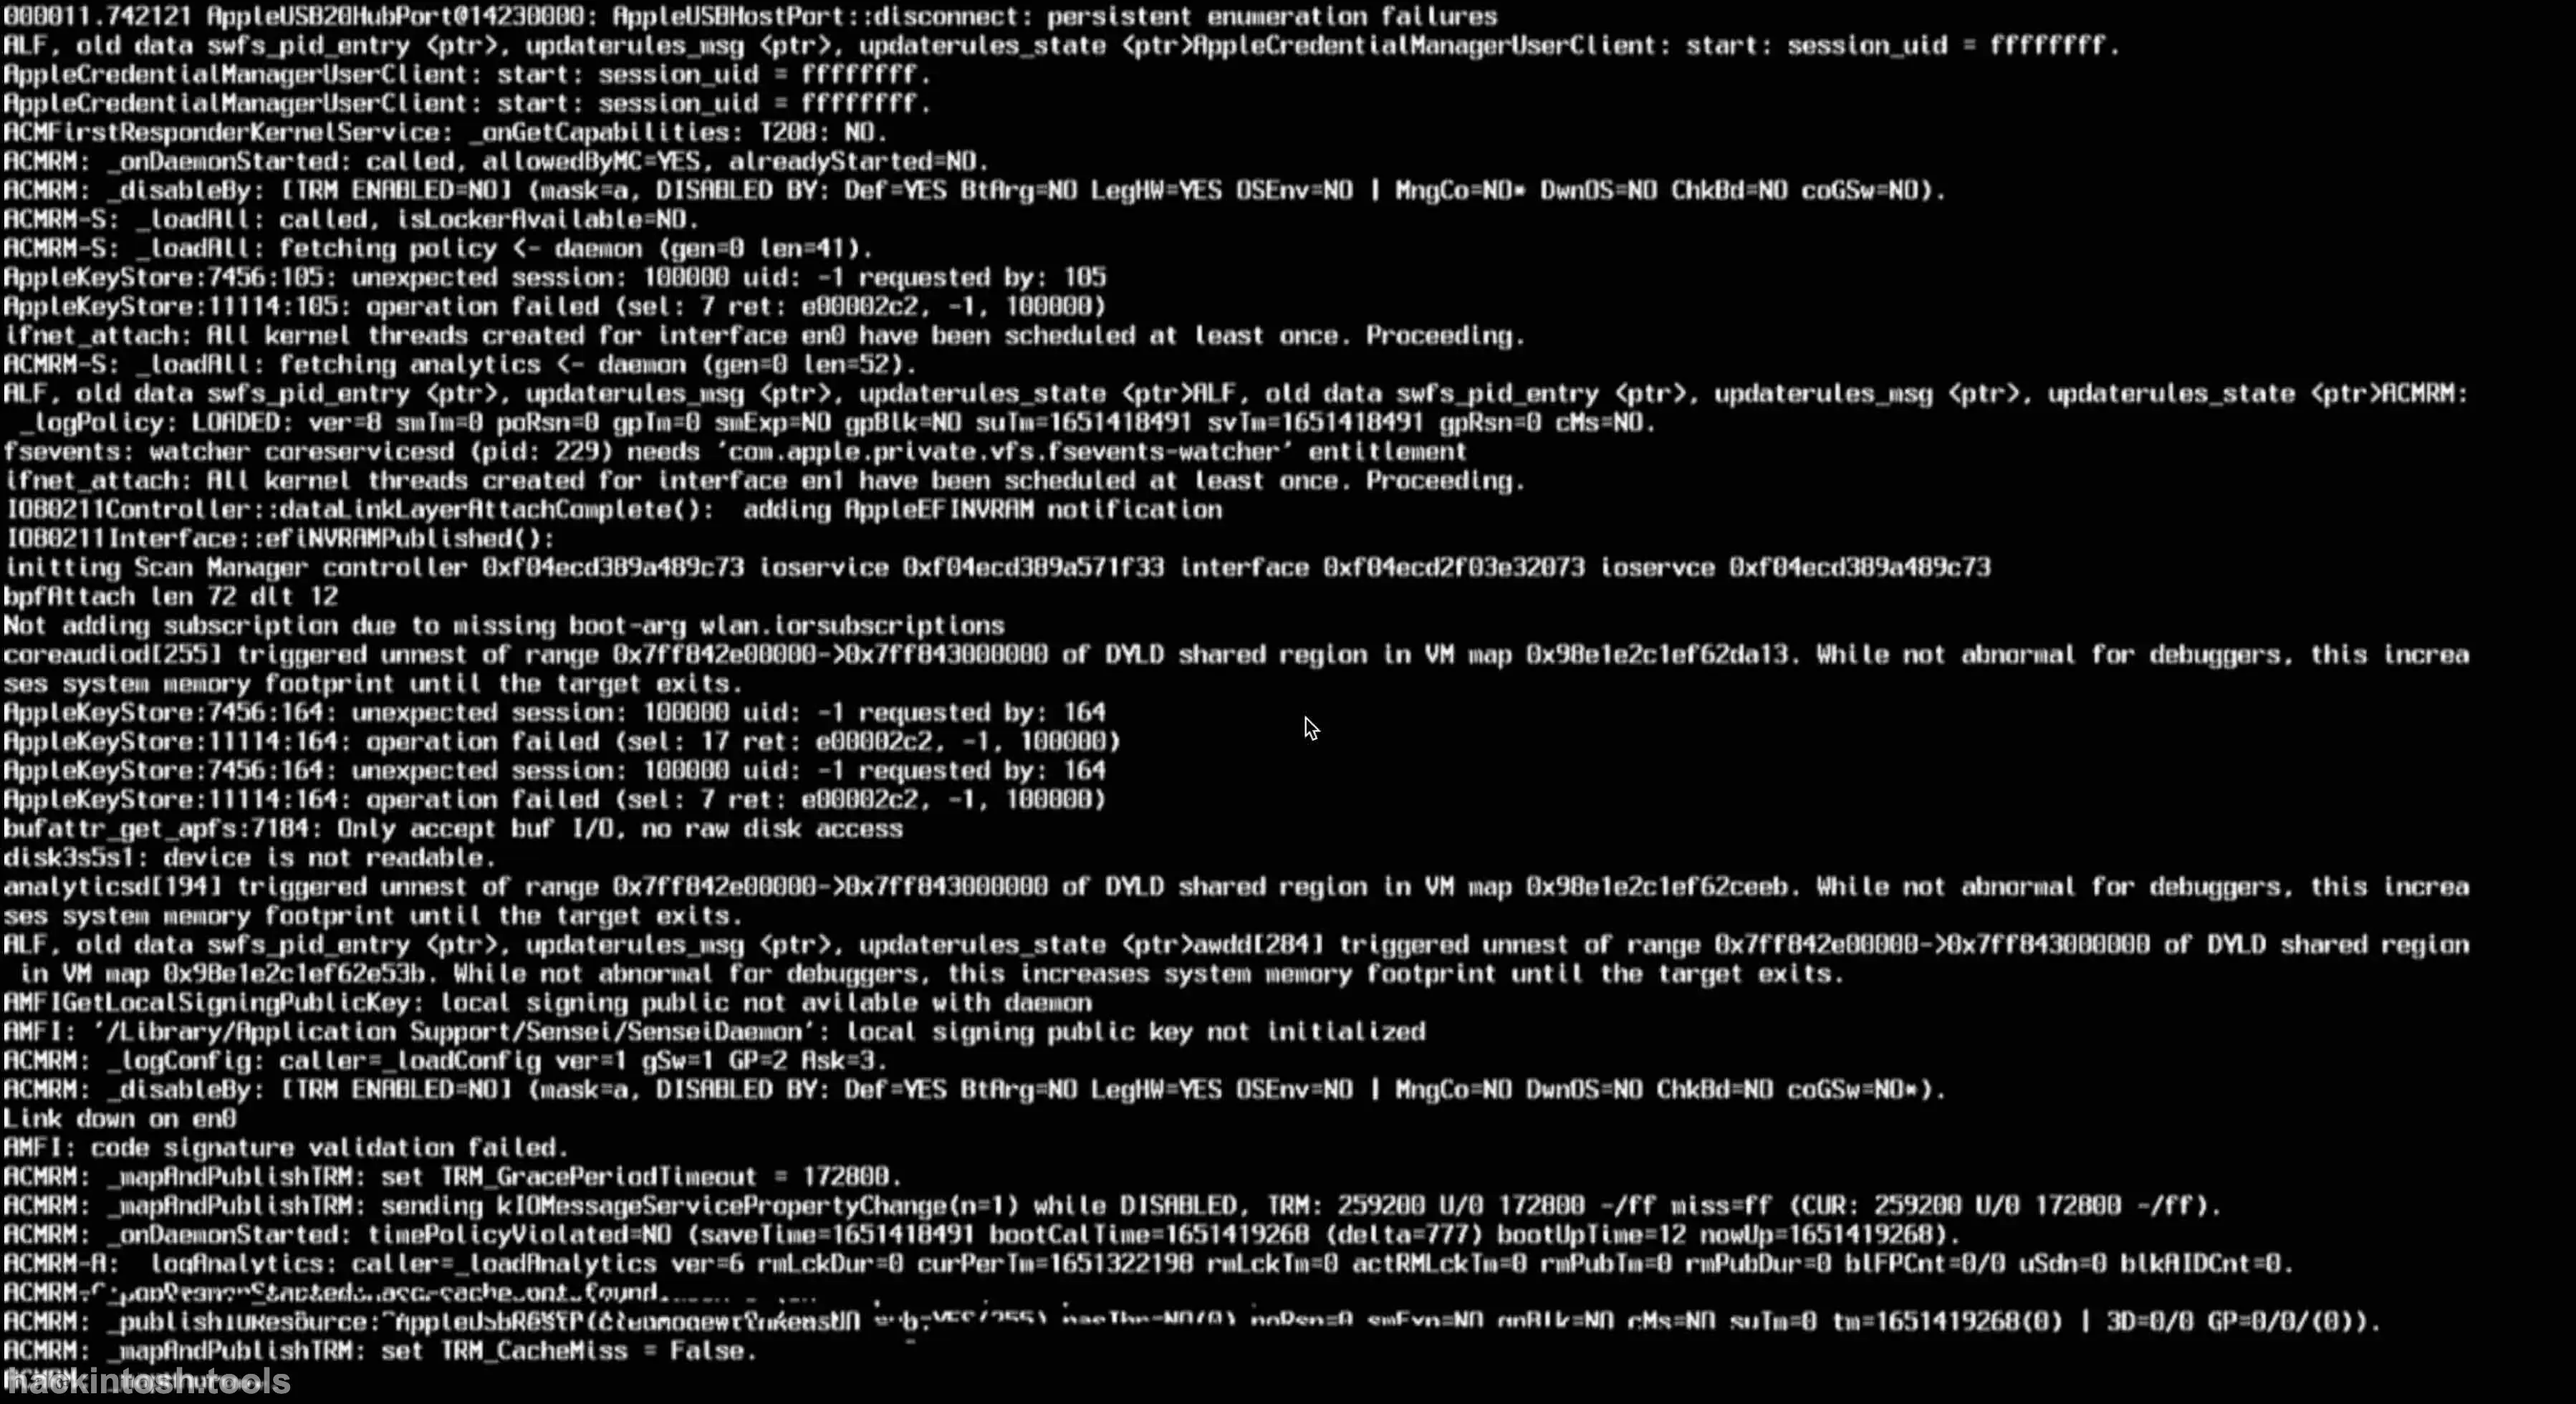 000011.742121 AppleUSB20HubPort@14230000: AppleUSBHostPort::disconnect: persistent enumeration failures
ALF, old data swfs_pid_entry <ptr>, updaterules_msg <ptr>, updaterules_state <ptr>AppleCredentialManagerUserClient: start: session_uid = ffffffff.
AppleCredentialManagerUserClient: start: session_uid = ffffffff.
AppleCredentialManagerUserClient: start: session_uid = ffffffff.
ACMFirstResponderKernelService: _onGetCapabilities: T208: NO.
ACMRM: _onDaemonStarted: called, allowedByMC=YES, alreadyStarted=NO.
ACMRM: _disableBy: [TRM ENABLED=NO] (mask=a, DISABLED BY: Def=YES BtArg=NO LegHW=YES OSEnv=NO | MngCo=NO* DwnOS=NO ChkBd=NO coGSw=NO).
ACMRM-S: _loadAll: called, isLockerAvailable=NO.
ACMRM-S: _loadAll: fetching policy <- daemon (gen=0 len=41).
AppleKeyStore:7456:105: unexpected session: 100000 uid: -1 requested by: 105
AppleKeyStore:11114:105: operation failed (sel: 7 ret: e00002c2, -1, 100000)
ifnet_attach: All kernel threads created for interface en0 have been scheduled at least once. Proceeding.
ACMRM-S: _loadAll: fetching analytics <- daemon (gen=0 len=52).
ALF, old data swfs_pid_entry <ptr>, updaterules_msg <ptr>, updaterules_state <ptr>ALF, old data swfs_pid_entry <ptr>, updaterules_msg <ptr>, updaterules_state <ptr>ACMRM:
_logPolicy: LOADED: ver=8 smTm=0 paRsn=0 gpTm=0 smExp=NO gpBlk=NO suTm=1651418491 svTm=1651418491 gpRsn=0 cMs=NO.
fsevents: watcher coreservicesd (pid: 229) needs 'com.apple.private.vfs.fsevents-watcher' entitlement
ifnet_attach: All kernel threads created for interface en1 have been scheduled at least once. Proceeding.
IO80211Controller::dataLinkLayerAttachComplete():  adding AppleEFINVRAM notification
IO80211Interface::efiNVRAMPublished():
initting Scan Manager controller 0xf04ecd389a489c73 ioservice 0xf04ecd389a571f33 interface 0xf04ecd2f03e32073 ioservce 0xf04ecd389a489c73
bpfAttach len 72 dlt 12
Not adding subscription due to missing boot-arg wlan.iorsubscriptions
coreaudiod[255] triggered unnest of range 0x7ff842e00000->0x7ff843000000 of DYLD shared region in VM map 0x98e1e2c1ef62da13. While not abnormal for debuggers, this increa
ses system memory footprint until the target exits.
AppleKeyStore:7456:164: unexpected session: 100000 uid: -1 requested by: 164
AppleKeyStore:11114:164: operation failed (sel: 17 ret: e00002c2, -1, 100000)
AppleKeyStore:7456:164: unexpected session: 100000 uid: -1 requested by: 164
AppleKeyStore:11114:164: operation failed (sel: 7 ret: e00002c2, -1, 100000)
bufattr_get_apfs:7184: Only accept buf I/O, no raw disk access
disk3s5s1: device is not readable.
analyticsd[194] triggered unnest of range 0x7ff842e00000->0x7ff843000000 of DYLD shared region in VM map 0x98e1e2c1ef62ceeb. While not abnormal for debuggers, this increa
ses system memory footprint until the target exits.
ALF, old data swfs_pid_entry <ptr>, updaterules_msg <ptr>, updaterules_state <ptr>awdd[284] triggered unnest of range 0x7ff842e00000->0x7ff843000000 of DYLD shared region
in VM map 0x98e1e2c1ef62e53b. While not abnormal for debuggers, this increases system memory footprint until the target exits.
AMFIGetLocalSigningPublicKey: local signing public not avilable with daemon
AMFI: '/Library/Application Support/Sensei/SenseiDaemon': local signing public key not initialized
ACMRM: _logConfig: caller=_loadConfig ver=1 gSw=1 GP=2 Ask=3.
ACMRM: _disableBy: [TRM ENABLED=NO] (mask=a, DISABLED BY: Def=YES BtArg=NO LegHW=YES OSEnv=NO | MngCo=NO DwnOS=NO ChkBd=NO coGSw=NO*).
Link down on en0
AMFI: code signature validation failed.
ACMRM: _mapAndPublishTRM: set TRM_GracePeriodTimeout = 172800.
ACMRM: _mapAndPublishTRM: sending kIOMessageServicePropertyChange(n=1) while DISABLED, TRM: 259200 U/0 172800 -/ff miss=ff (CUR: 259200 U/0 172800 -/ff).
ACMRM: _onDaemonStarted: timePolicyViolated=NO (saveTime=1651418491 bootCalTime=1651419268 (delta=777) bootUpTime=12 nowUp=1651419268).
ACMRM-A: _logAnalytics: caller=_loadAnalytics ver=6 rmLckDur=0 curPerTm=1651322198 rmLckTm=0 actRMLckTm=0 rmPubTm=0 rmPubDur=0 blFPCnt=0/0 uSdn=0 blkAIDCnt=0.
found.
ACMRM: suTm=0 tm=1651419268(0) | 3D=0/0 GP=0/0/(0)).
ACMRM: _mapAndPublishTRM: set TRM_CacheMiss = False.
hackintosh.tools